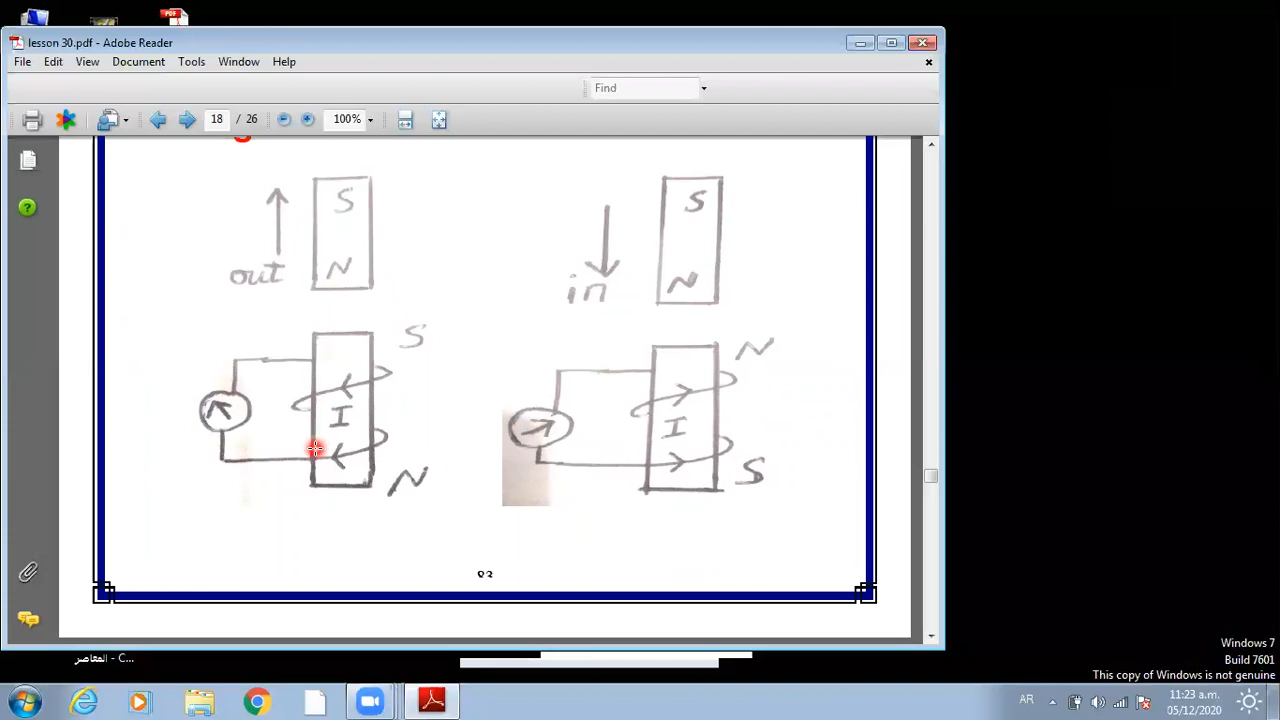 lesson 30.pdf - Adobe Reader
File Edit View Document Tools Window Help
Find
18 / 26 100%
S
N
out
S
N
in
S
I
N
N
I
S
83
المعاصر - C...
Windows 7
Build 7601
This copy of Windows is not genuine
AR
11:23 a.m.
05/12/2020